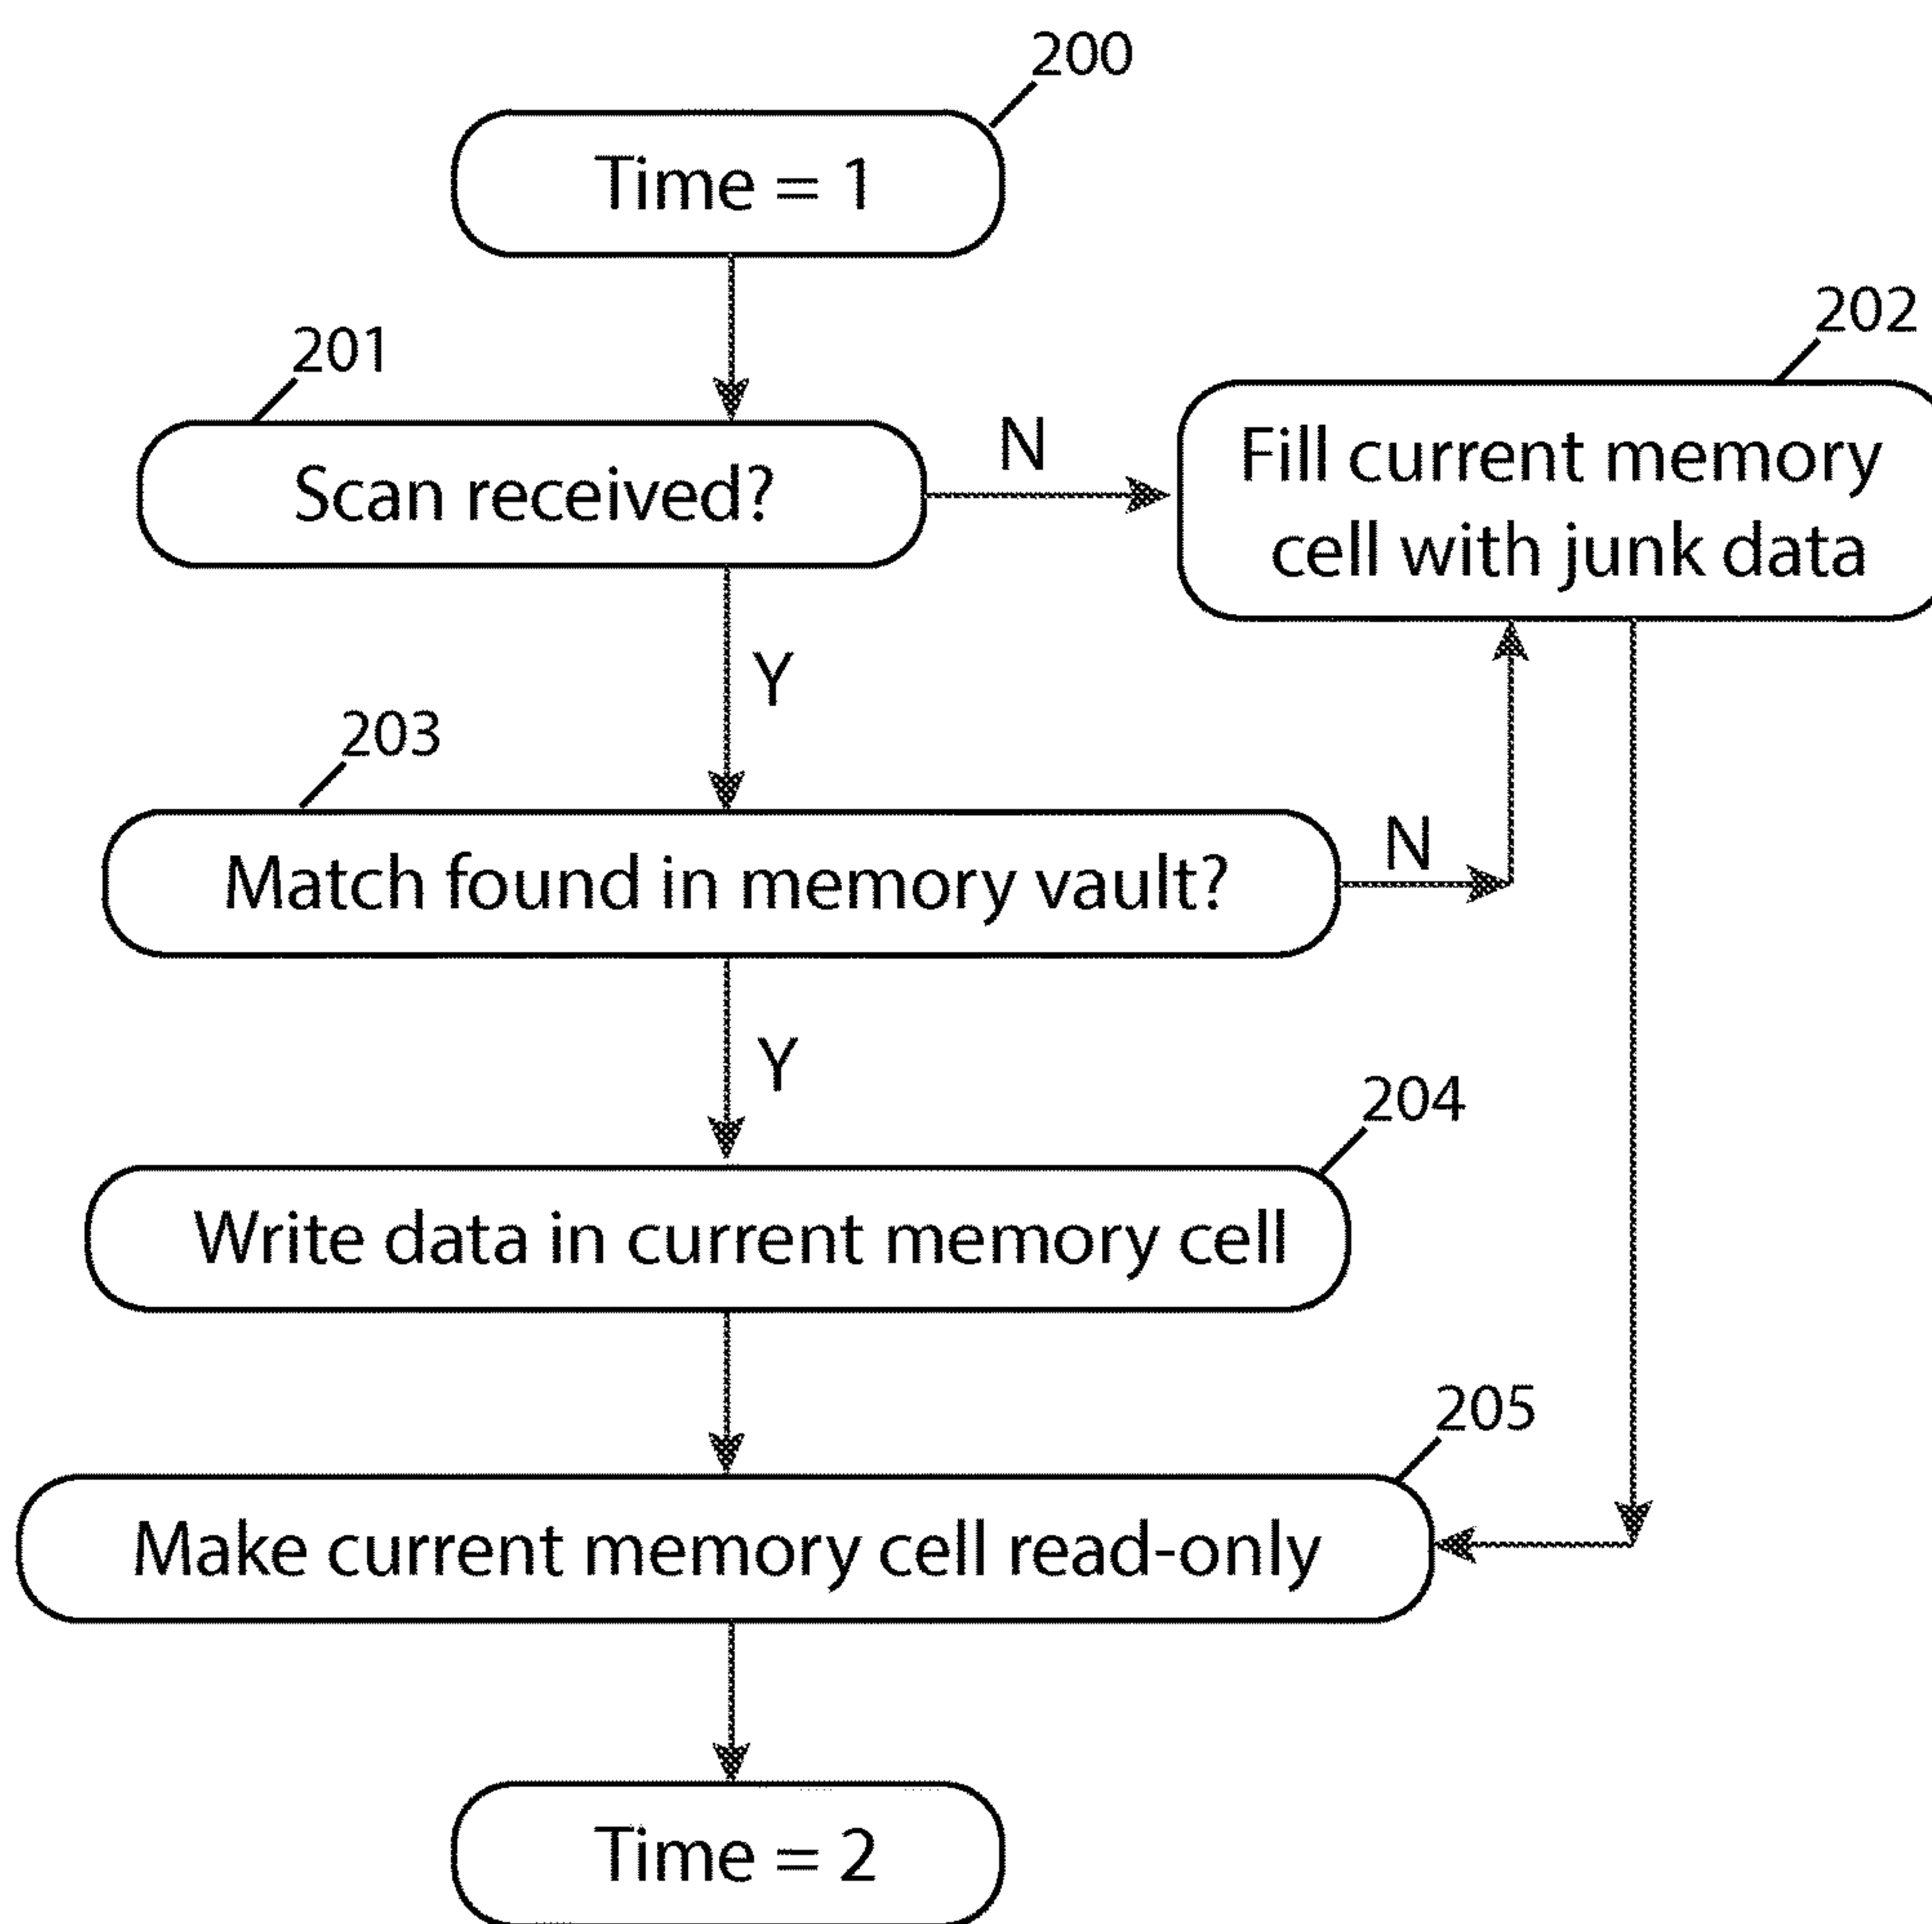 200
Time = 1
201
202
Scan received?
N
Fill current memory
cell with junk data
Y
203
Match found in memory vault?
N
Y
204
Write data in current memory cell
205
Make current memory cell read-only
Time = 2